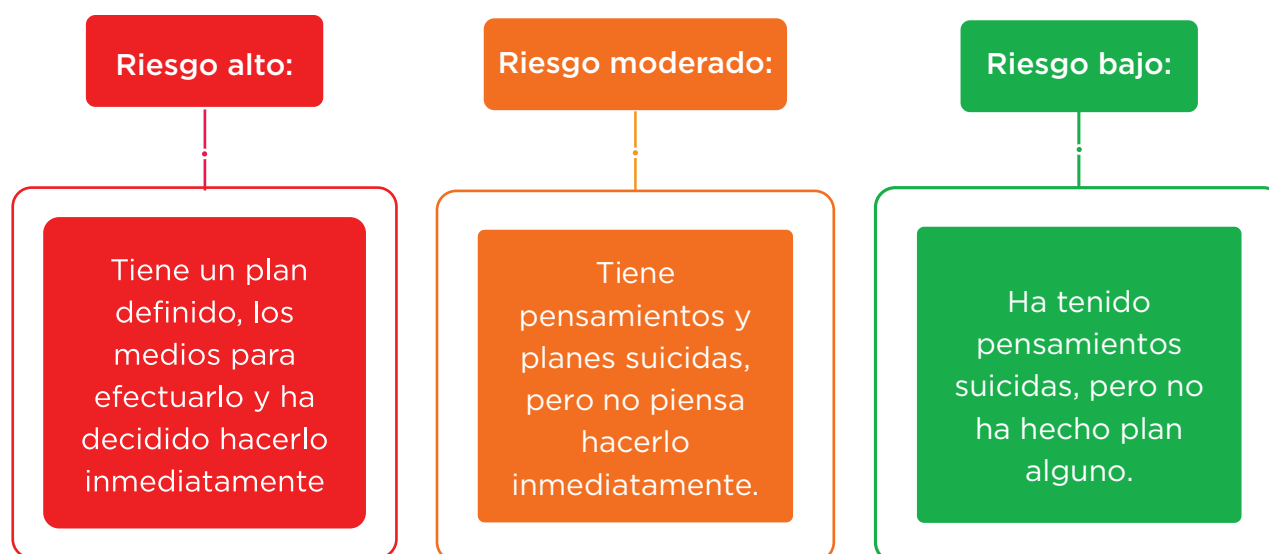 Riesgo alto:
Tiene un plan
definido, los
medios para
efectuarlo y ha
decidido hacerlo
inmediatamente
Riesgo moderado:
Tiene
pensamientos y
planes suicidas,
pero no piensa
hacerlo
inmediatamente.
Riesgo bajo:
Ha tenido
pensamientos
suicidas, pero no
ha hecho plan
alguno.